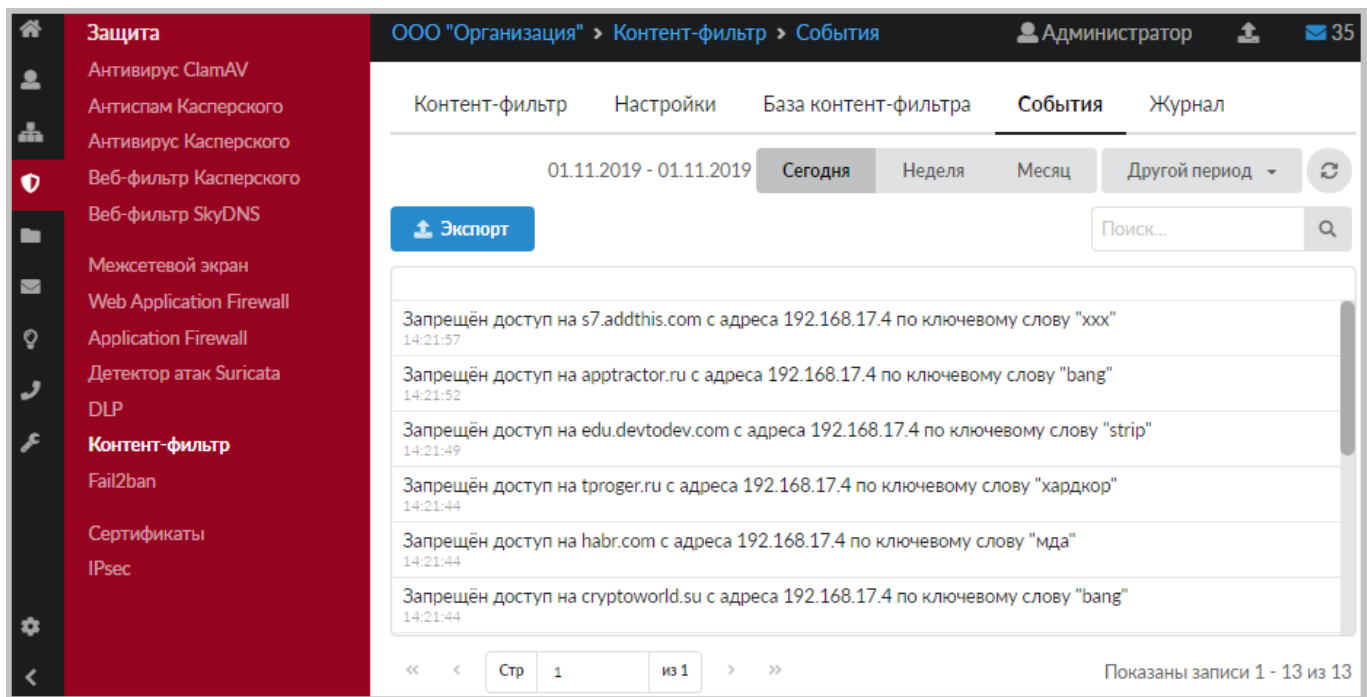 Защита
Антивирус ClamAV
Антиспам Касперского
Антивирус Касперского
Веб-фильтр Касперского
Веб-фильтр SkyDNS
Межсетевой экран
Web Application Firewall
Application Firewall
Детектор атак Suricata
DLP
Контент-фильтр
Fail2ban
Сертификаты
IPsec
ООО "Организация" > Контент-фильтр > События Администратор 35
Контент-фильтр Настройки База контент-фильтра События Журнал
01.11.2019 - 01.11.2019 Сегодня Неделя Месяц Другой период
Экспорт Поиск...
Запрещён доступ на s7.addthis.com с адреса 192.168.17.4 по ключевому слову "xxx"
14:21:57
Запрещён доступ на apptractor.ru с адреса 192.168.17.4 по ключевому слову "bang"
14:21:52
Запрещён доступ на edu.devtodev.com с адреса 192.168.17.4 по ключевому слову "strip"
14:21:49
Запрещён доступ на tproger.ru с адреса 192.168.17.4 по ключевому слову "хардкор"
14:21:44
Запрещён доступ на habr.com с адреса 192.168.17.4 по ключевому слову "мда"
14:21:44
Запрещён доступ на cryptoworld.su с адреса 192.168.17.4 по ключевому слову "bang"
14:21:44
« < Стр 1 из 1 > » Показаны записи 1 - 13 из 13